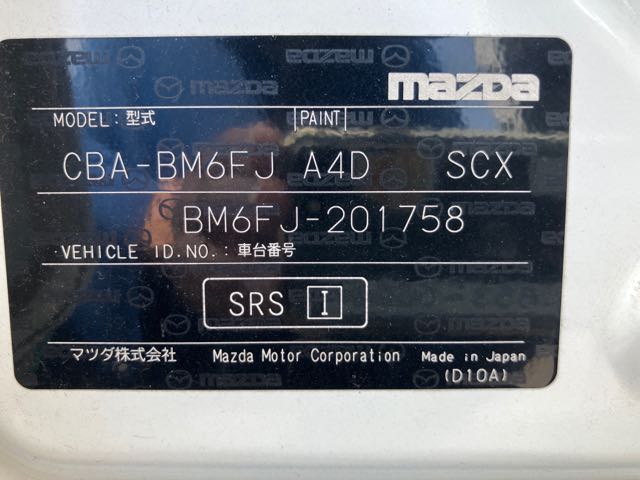 mazda
MODEL: 型式 PAINT
CBA-BM6FJ A4D SCX
BM6FJ-201758
VEHICLE ID.NO.: 車台番号
SRS I
マツダ株式会社 Mazda Motor Corporation Made in Japan
(D10A)